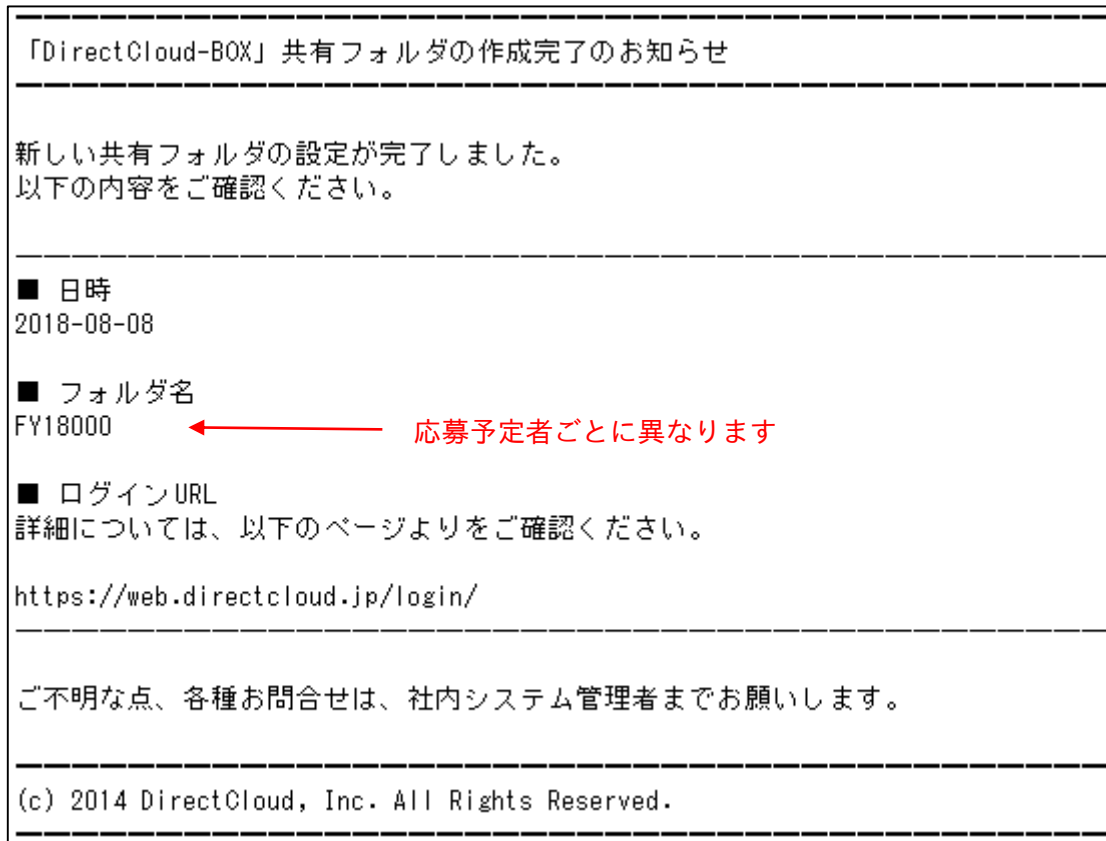 「DirectCloud-BOX」共有フォルダの作成完了のお知らせ
新しい共有フォルダの設定が完了しました。
以下の内容をご確認ください。
■ 日時
2018-08-08
■ フォルダ名
FY18000
応募予定者ごとに異なります
■ ログインURL
詳細については、以下のページよりをご確認ください。
https://web.directcloud.jp/login/
ご不明な点、各種お問合せは、社内システム管理者までお願いします。
(c) 2014 DirectCloud, Inc. All Rights Reserved.